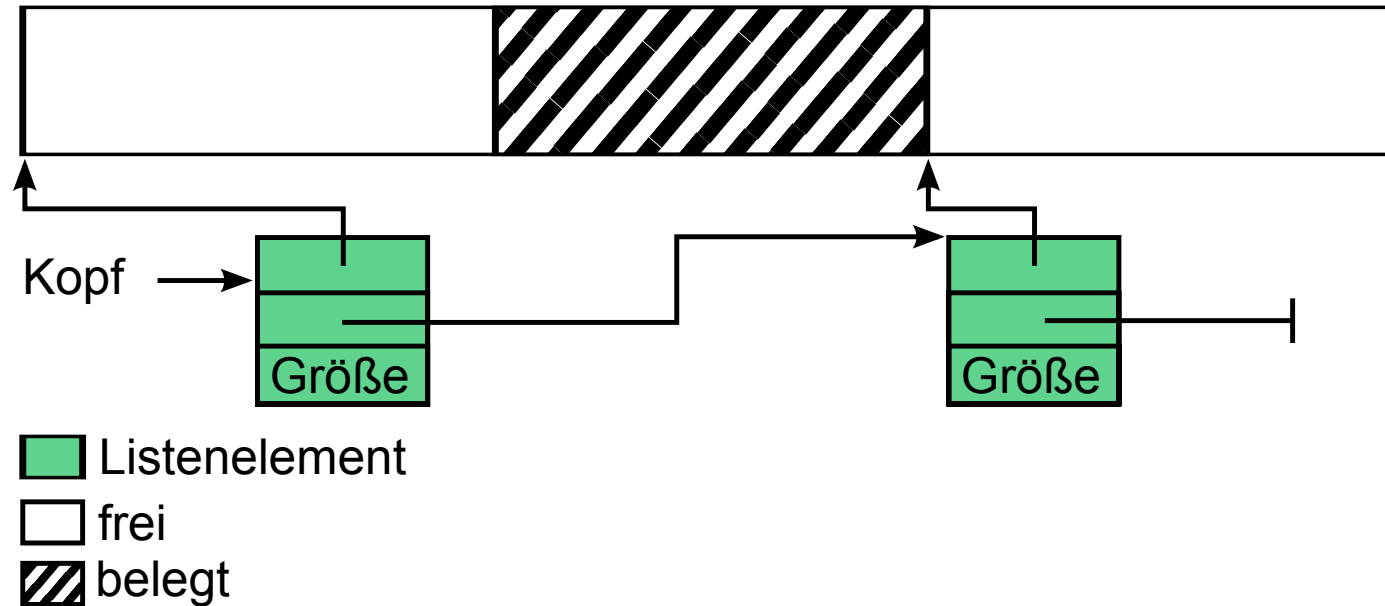 Kopf
Größe
Größe
Listenelement
frei
belegt